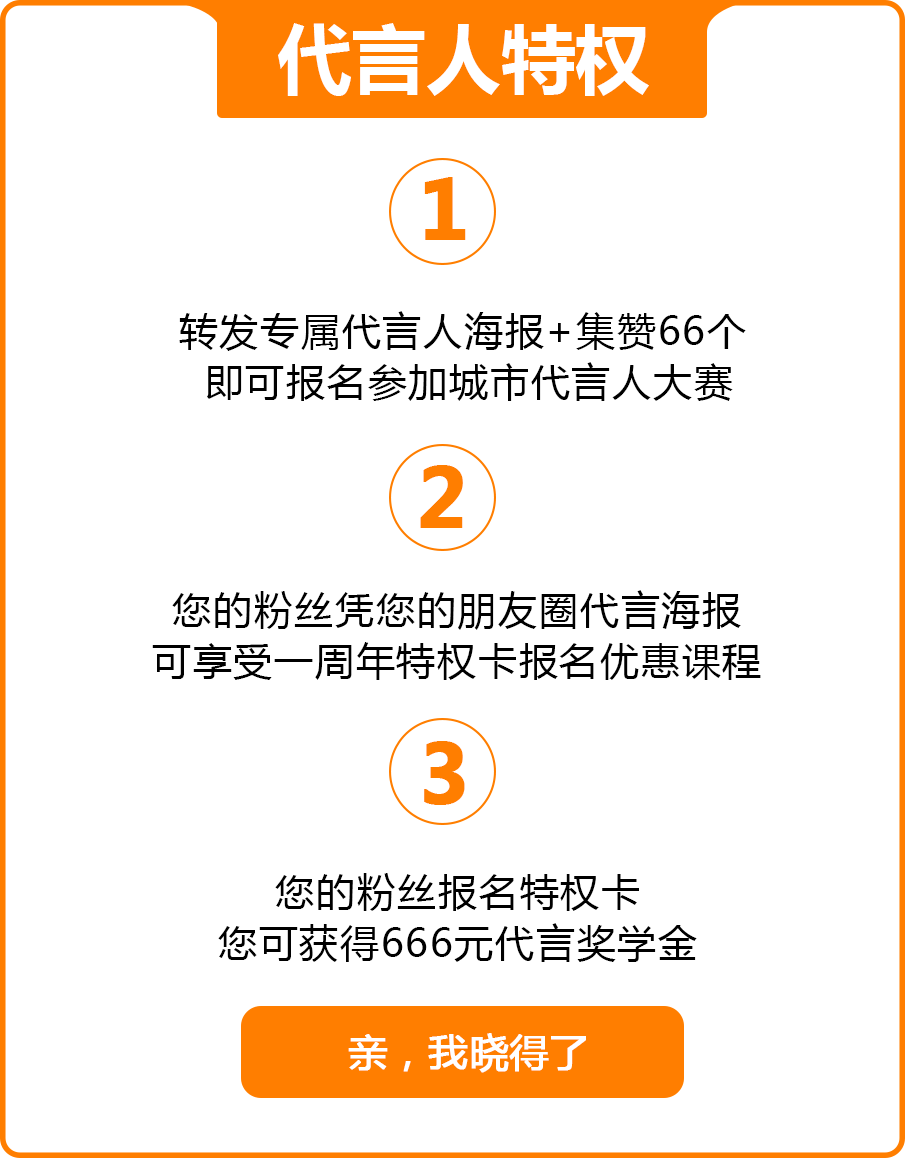 代言人特权
1
转发专属代言人海报+集赞66个
即可报名参加城市代言人大赛
2
您的粉丝凭您的朋友圈代言海报
可享受一周年特权卡报名优惠课程
3
您的粉丝报名特权卡
您可获得666元代言奖学金
亲，我晓得了